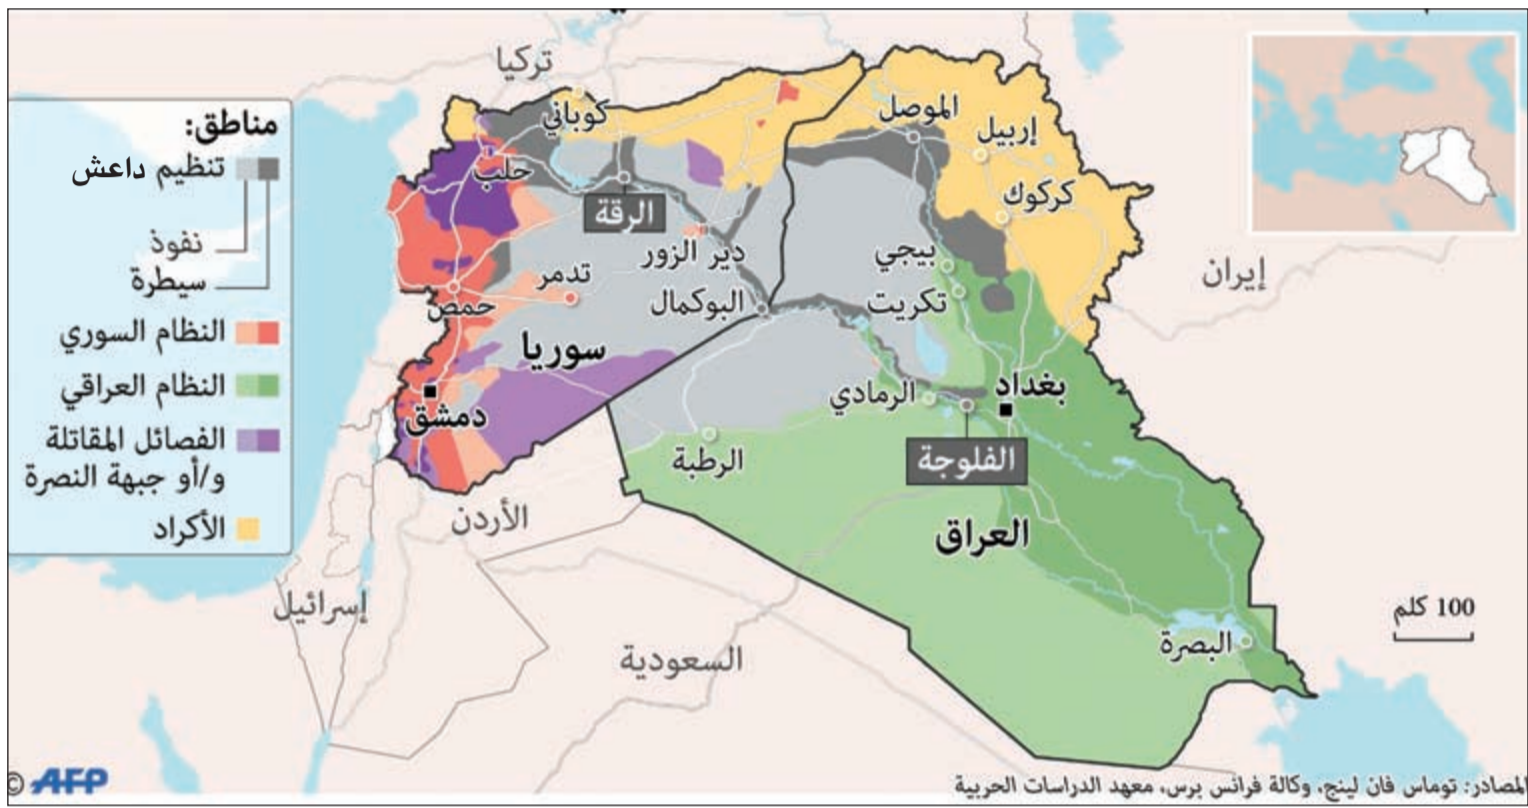 مناطق:
تنظيم داعش
نفوذ
سيطرة
النظام السوري
النظام العراقي
الفصائل المقاتلة
و/أو جبهة النصرة
الأكراد
تركيا
كوباني
الموصل
إربيل
حلب
الرقة
كركوك
دير الزور
بيجي
إيران
تدمر
البوكمال
تكريت
حمص
سوريا
بغداد
الرمادي
دمشق
الفلوجة
الرطبة
الأردن
العراق
إسرائيل
100 كلم
البصرة
السعودية
© AFP
المصادر: توماس فان لينج، وكالة فرانس برس، معهد الدراسات الحربية